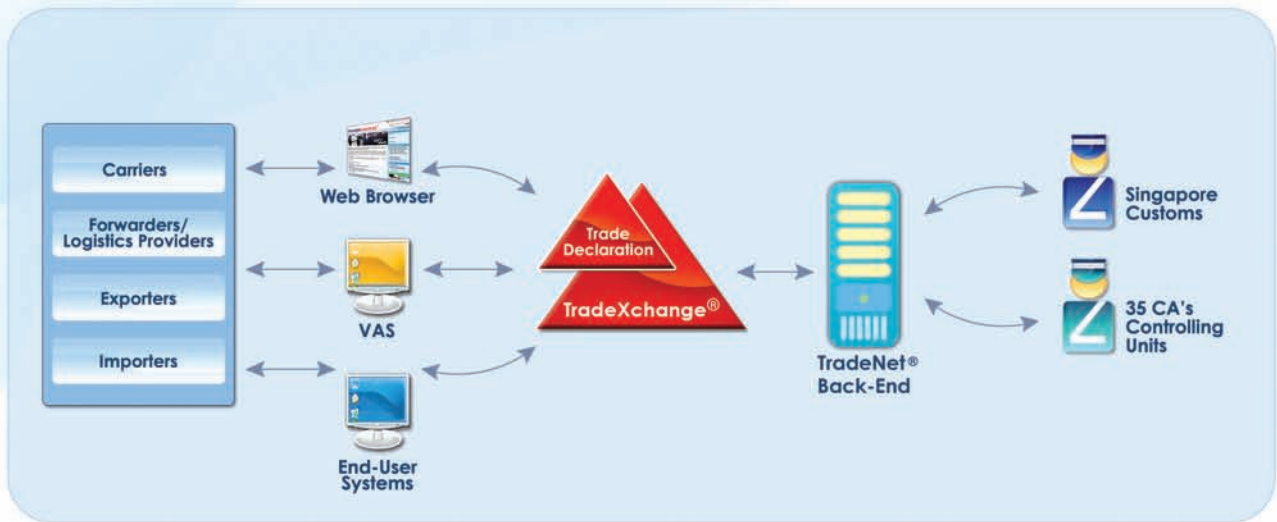 Carriers
Forwarders/
Logistics Providers
Exporters
Importers
Web Browser
VAS
End-User
Systems
Trade
Declaration
TradeXchange®
TradeNet®
Back-End
Singapore
Customs
35 CA's
Controlling
Units